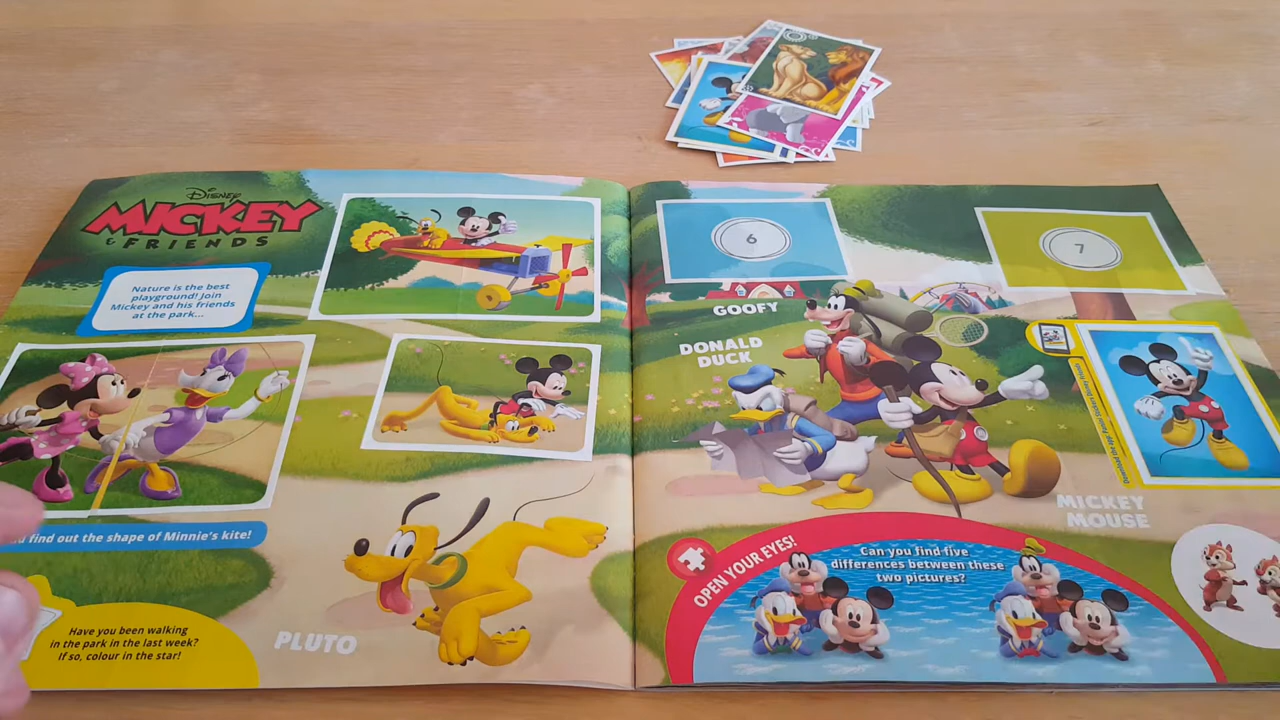 Disney
MICKEY
& FRIENDS
Nature is the best
playground! Join
Mickey and his friends
at the park...
find out the shape of Minnie's kite!
Have you been walking
in the park in the last week?
If so, colour in the star!
PLUTO
6
7
GOOFY
DONALD
DUCK
MICKEY
MOUSE
OPEN YOUR EYES!
Can you find five
differences between these
two pictures?